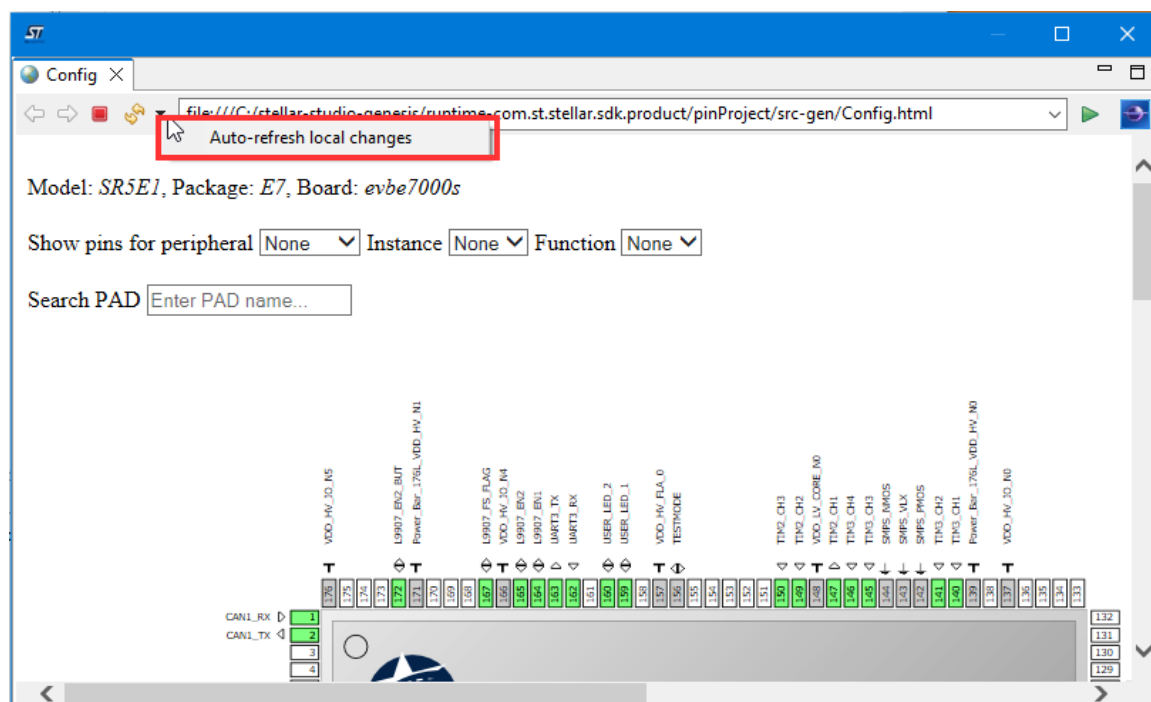 ST
Config
file:///C:/stellar-studio-genesis/runtime-com.st.stellar.sdk.product/pinProject/src-gen/Config.html
Auto-refresh local changes
Model: SR5E1, Package: E7, Board: evbe7000s
Show pins for peripheral None Instance None Function None
Search PAD Enter PAD name...
VDD_HV_IO_N5
L9907_EN2_BUT
Power_Bar_176L_VDD_HV_N1
L9907_FS_FLAG
VDD_HV_IO_N4
L9907_EN2
L9907_EN1
UART3_TX
UART3_RX
USER_LED_2
USER_LED_1
VDD_HV_FLA_0
TESTMODE
TIM2_CH3
TIM2_CH2
VDD_LV_CORE_N0
TIM2_CH1
TIM3_CH4
TIM3_CH3
SMPS_NMOS
SMPS_VLX
SMPS_PMOS
TIM3_CH2
TIM3_CH1
Power_Bar_176L_VDD_HV_N0
VDD_HV_IO_N0
176 175 174 173 172 171 170 169 168 167 166 165 164 163 162 161 160 159 158 157 156 155 154 153 152 151 150 149 148 147 146 145 144 143 142 141 140 139 138 137 136 135 134 133
CAN1_RX 1 132
CAN1_TX 2 131
3 130
4 129